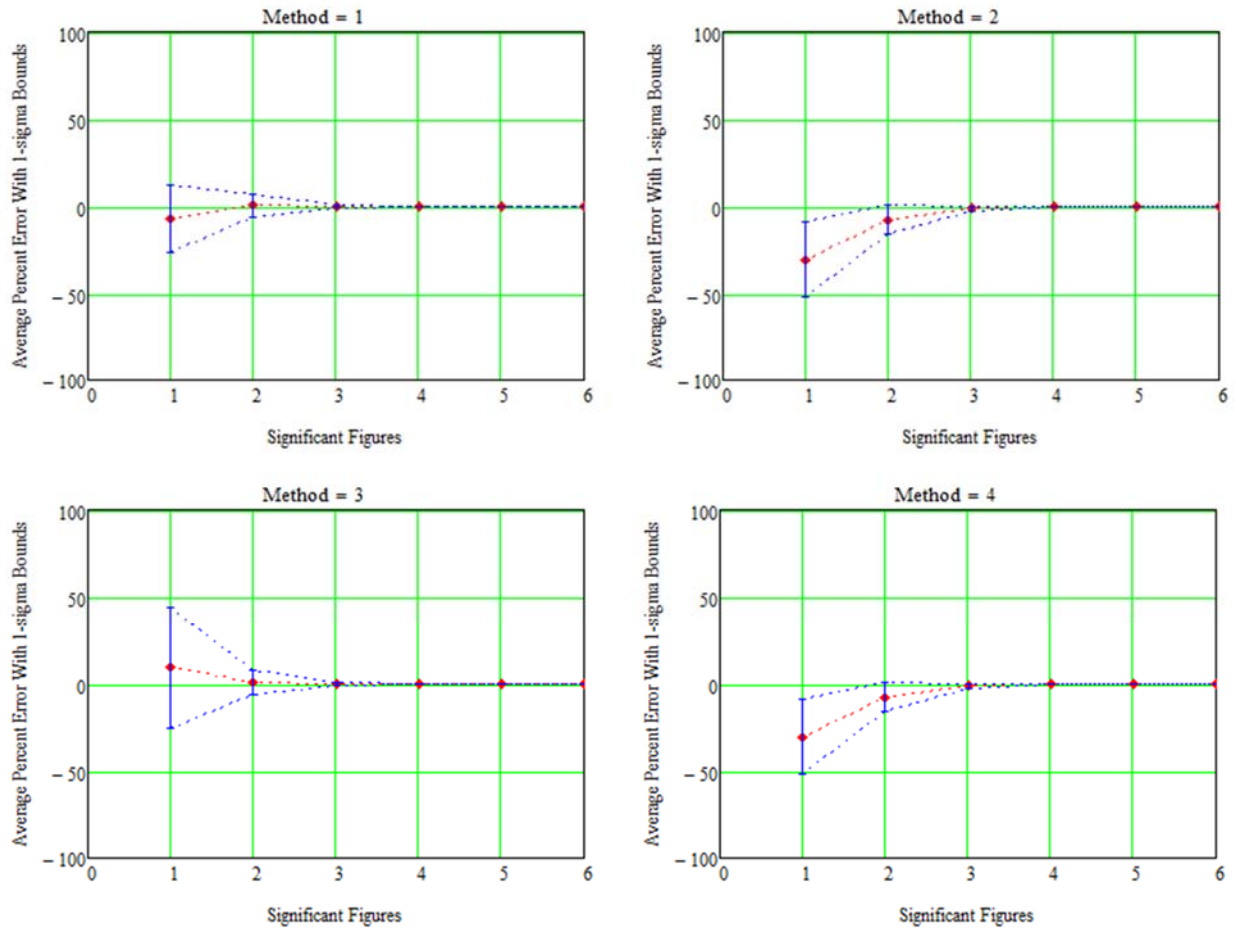 Method = 1
Average Percent Error With 1-sigma Bounds
100
50
0
– 50
– 100
0 1 2 3 4 5 6
Significant Figures
Method = 2
Average Percent Error With 1-sigma Bounds
100
50
0
– 50
– 100
0 1 2 3 4 5 6
Significant Figures
Method = 3
Average Percent Error With 1-sigma Bounds
100
50
0
– 50
– 100
0 1 2 3 4 5 6
Significant Figures
Method = 4
Average Percent Error With 1-sigma Bounds
100
50
0
– 50
– 100
0 1 2 3 4 5 6
Significant Figures